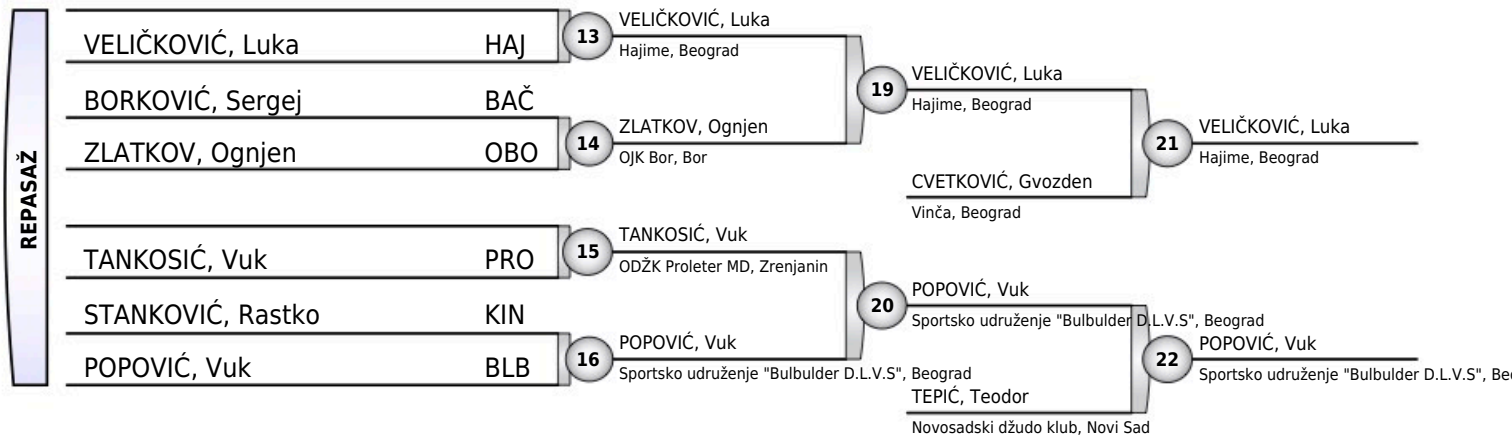 REPASAŽ
VELIČKOVIĆ, Luka HAJ
BORKOVIĆ, Sergej BAČ
ZLATKOV, Ognjen OBO
TANKOSIĆ, Vuk PRO
STANKOVIĆ, Rastko KIN
POPOVIĆ, Vuk BLB
13
VELIČKOVIĆ, Luka
Hajime, Beograd
14
ZLATKOV, Ognjen
OJK Bor, Bor
15
TANKOSIĆ, Vuk
ODŽK Proleter MD, Zrenjanin
16
POPOVIĆ, Vuk
Sportsko udruženje "Bulbulder D.L.V.S", Beograd
19
VELIČKOVIĆ, Luka
Hajime, Beograd
CVETKOVIĆ, Gvozden
Vinča, Beograd
20
POPOVIĆ, Vuk
Sportsko udruženje "Bulbulder D.L.V.S", Beograd
TEPIĆ, Teodor
Novosadski džudo klub, Novi Sad
21
VELIČKOVIĆ, Luka
Hajime, Beograd
22
POPOVIĆ, Vuk
Sportsko udruženje "Bulbulder D.L.V.S", Beo